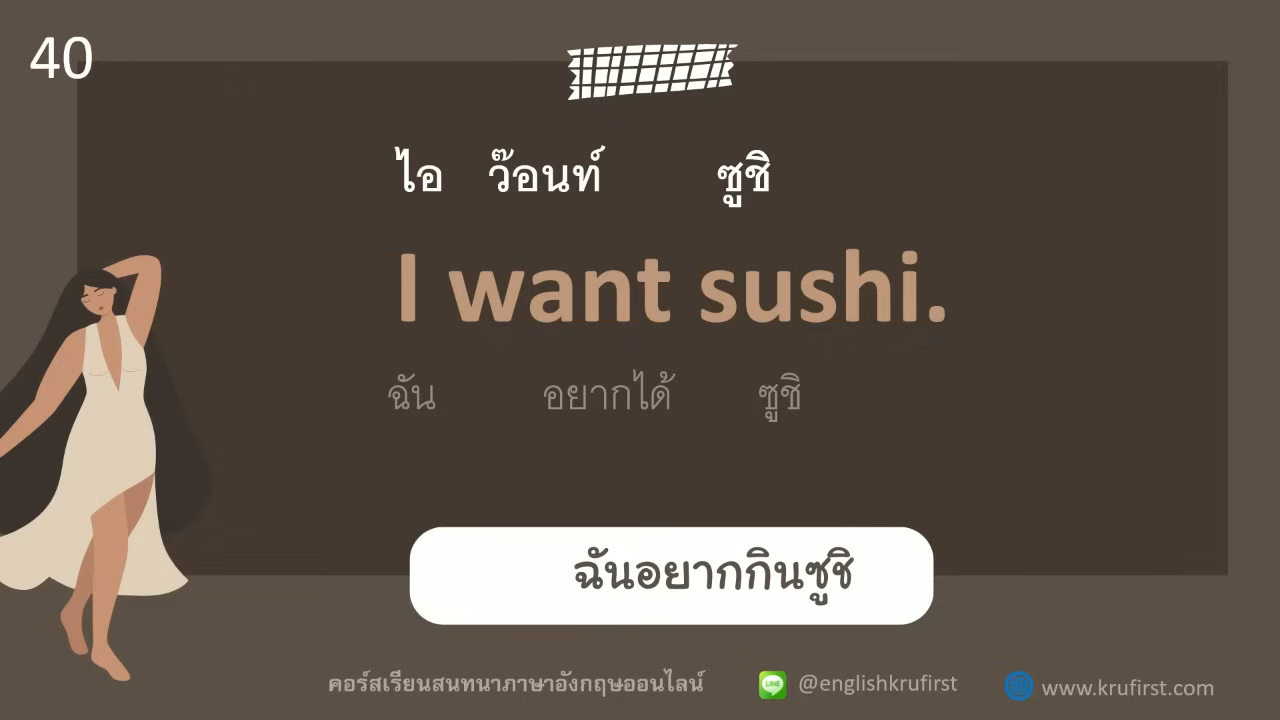 40
ไอ ว๊อนท์ ซูชิ
I want sushi.
ฉัน อยากได้ ซูชิ
ฉันอยากกินซูชิ
คอร์สเรียนสนทนาภาษาอังกฤษออนไลน์ LINE @englishkrufirst www.krufirst.com